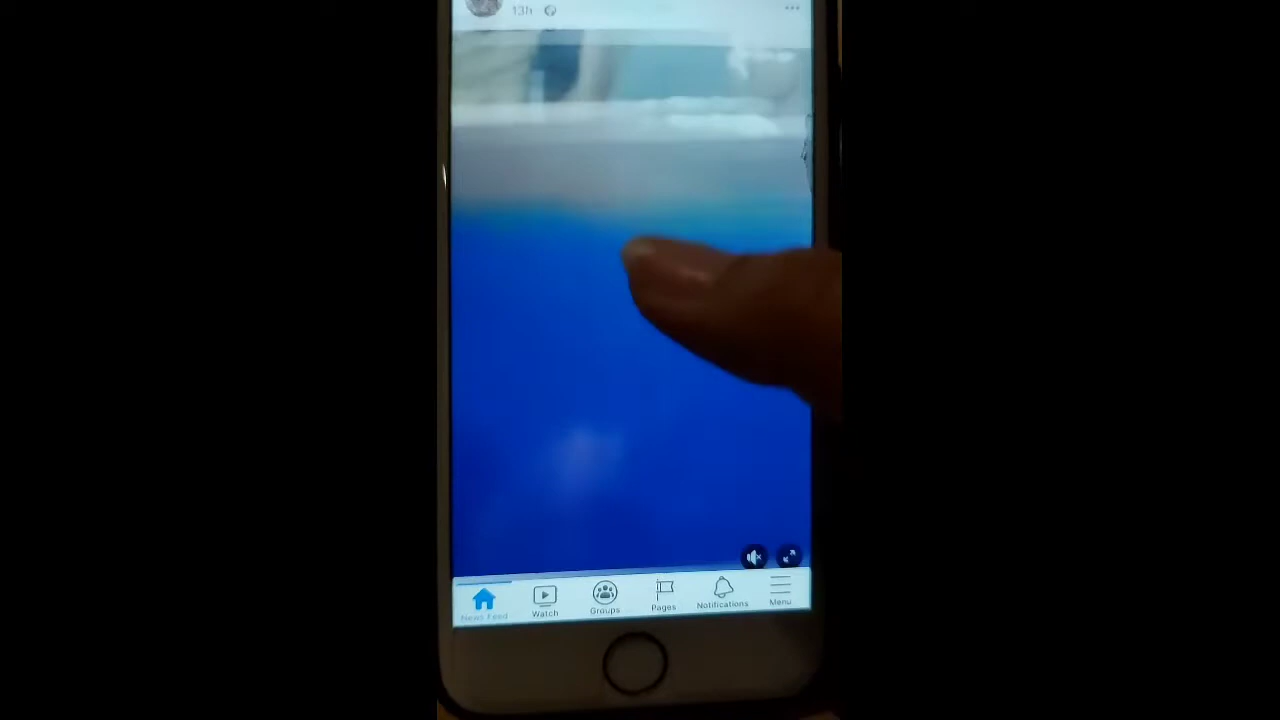 13h
News Feed
Watch
Groups
Pages
Notifications
Menu